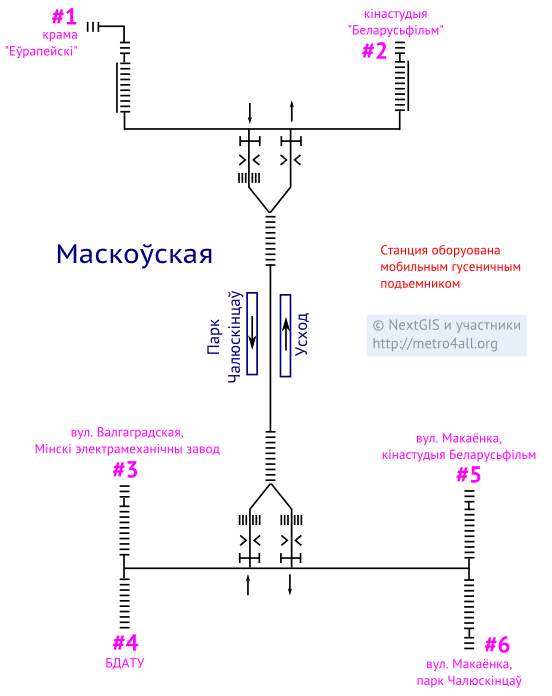 #1
крама
"Еўрапейскі"
кінастудыя
"Беларусьфільм"
#2
Маскоўская
Станция оборуована
мобильным гусеничным
подъемником
© NextGIS и участники
http://metro4all.org
Парк
Чалюскінцаў
Усход
вул. Валгаградская,
Мінскі электрамеханічны завод
#3
вул. Макаёнка,
кінастудыя Беларусьфільм
#5
#4
БДАТУ
#6
вул. Макаёнка,
парк Чалюскінцаў